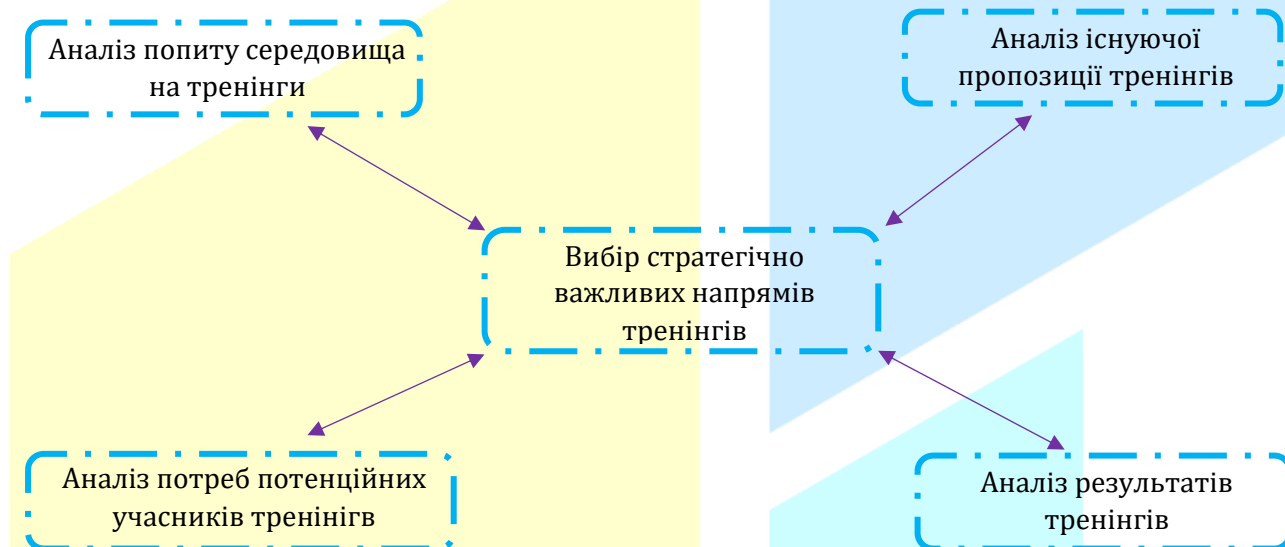 Аналіз попиту середовища
на тренінги
Аналіз існуючої
пропозиції тренінгів
Вибір стратегічно
важливих напрямів
тренінгів
Аналіз потреб потенційних
учасників тренінігв
Аналіз результатів
тренінгів